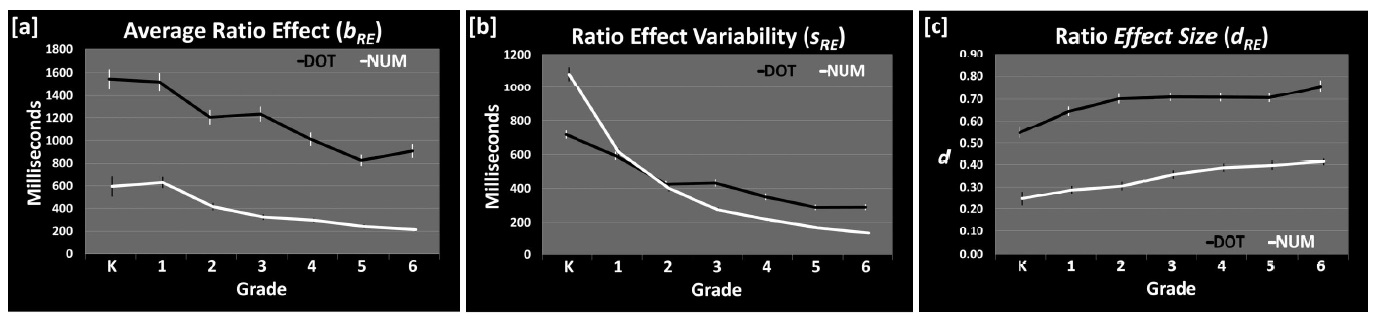 [a] Average Ratio Effect (bRE)
DOT NUM
Milliseconds
1800
1600
1400
1200
1000
800
600
400
200
0
K 1 2 3 4 5 6
Grade
[b] Ratio Effect Variability (sRE)
DOT NUM
Milliseconds
1200
1000
800
600
400
200
0
K 1 2 3 4 5 6
Grade
[c] Ratio Effect Size (dRE)
d
0.90
0.80
0.70
0.60
0.50
0.40
0.30
0.20
0.10
0.00
DOT NUM
K 1 2 3 4 5 6
Grade